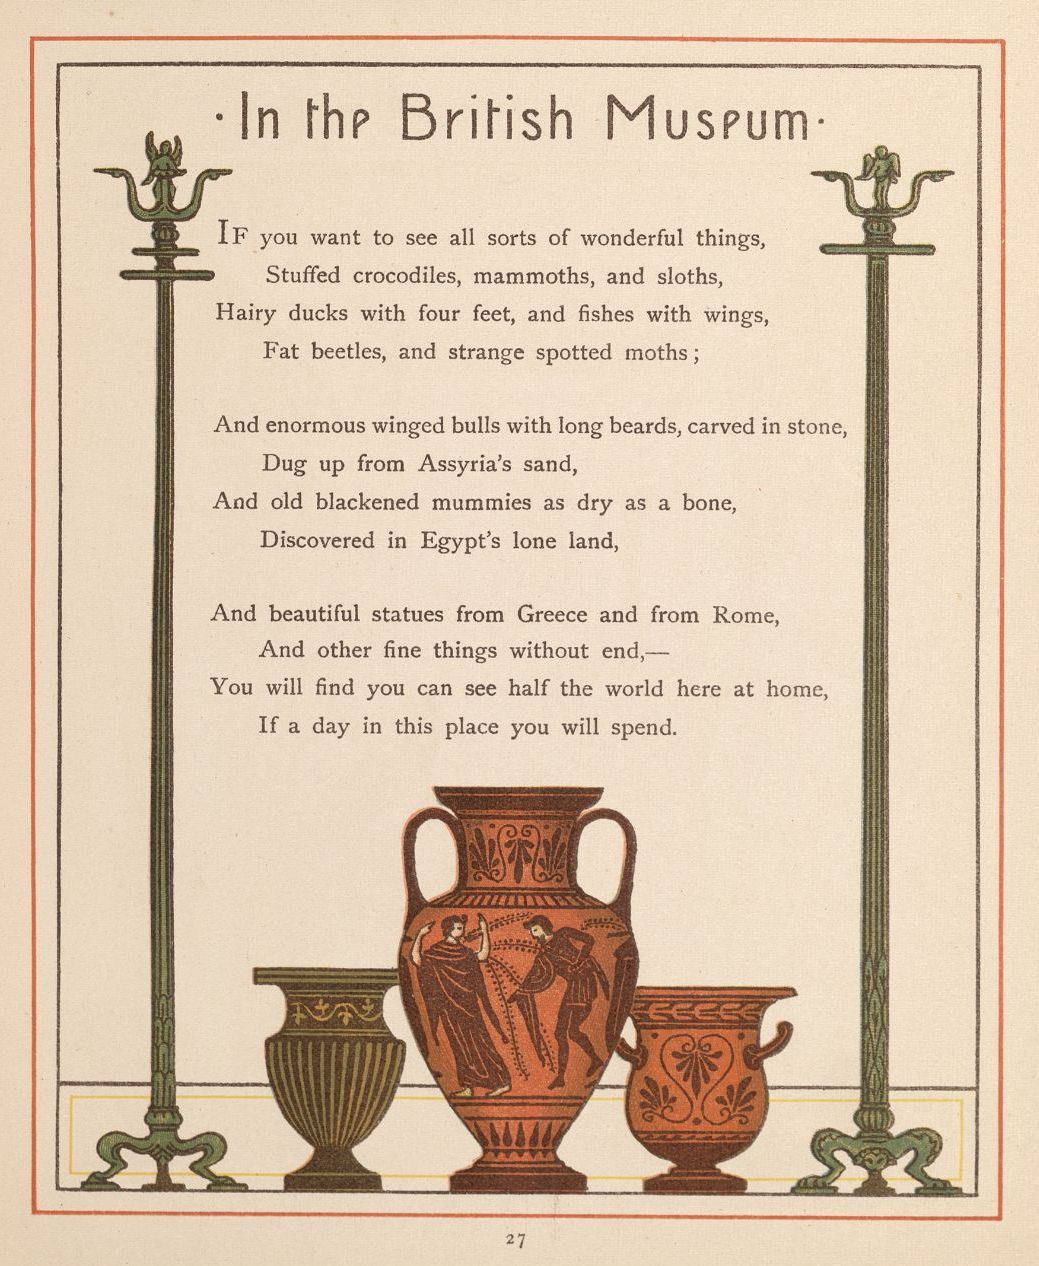 ·In the British Museum·
IF you want to see all sorts of wonderful things,
Stuffed crocodiles, mammoths, and sloths,
Hairy ducks with four feet, and fishes with wings,
Fat beetles, and strange spotted moths;
And enormous winged bulls with long beards, carved in stone,
Dug up from Assyria's sand,
And old blackened mummies as dry as a bone,
Discovered in Egypt's lone land,
And beautiful statues from Greece and from Rome,
And other fine things without end,—
You will find you can see half the world here at home,
If a day in this place you will spend.
27